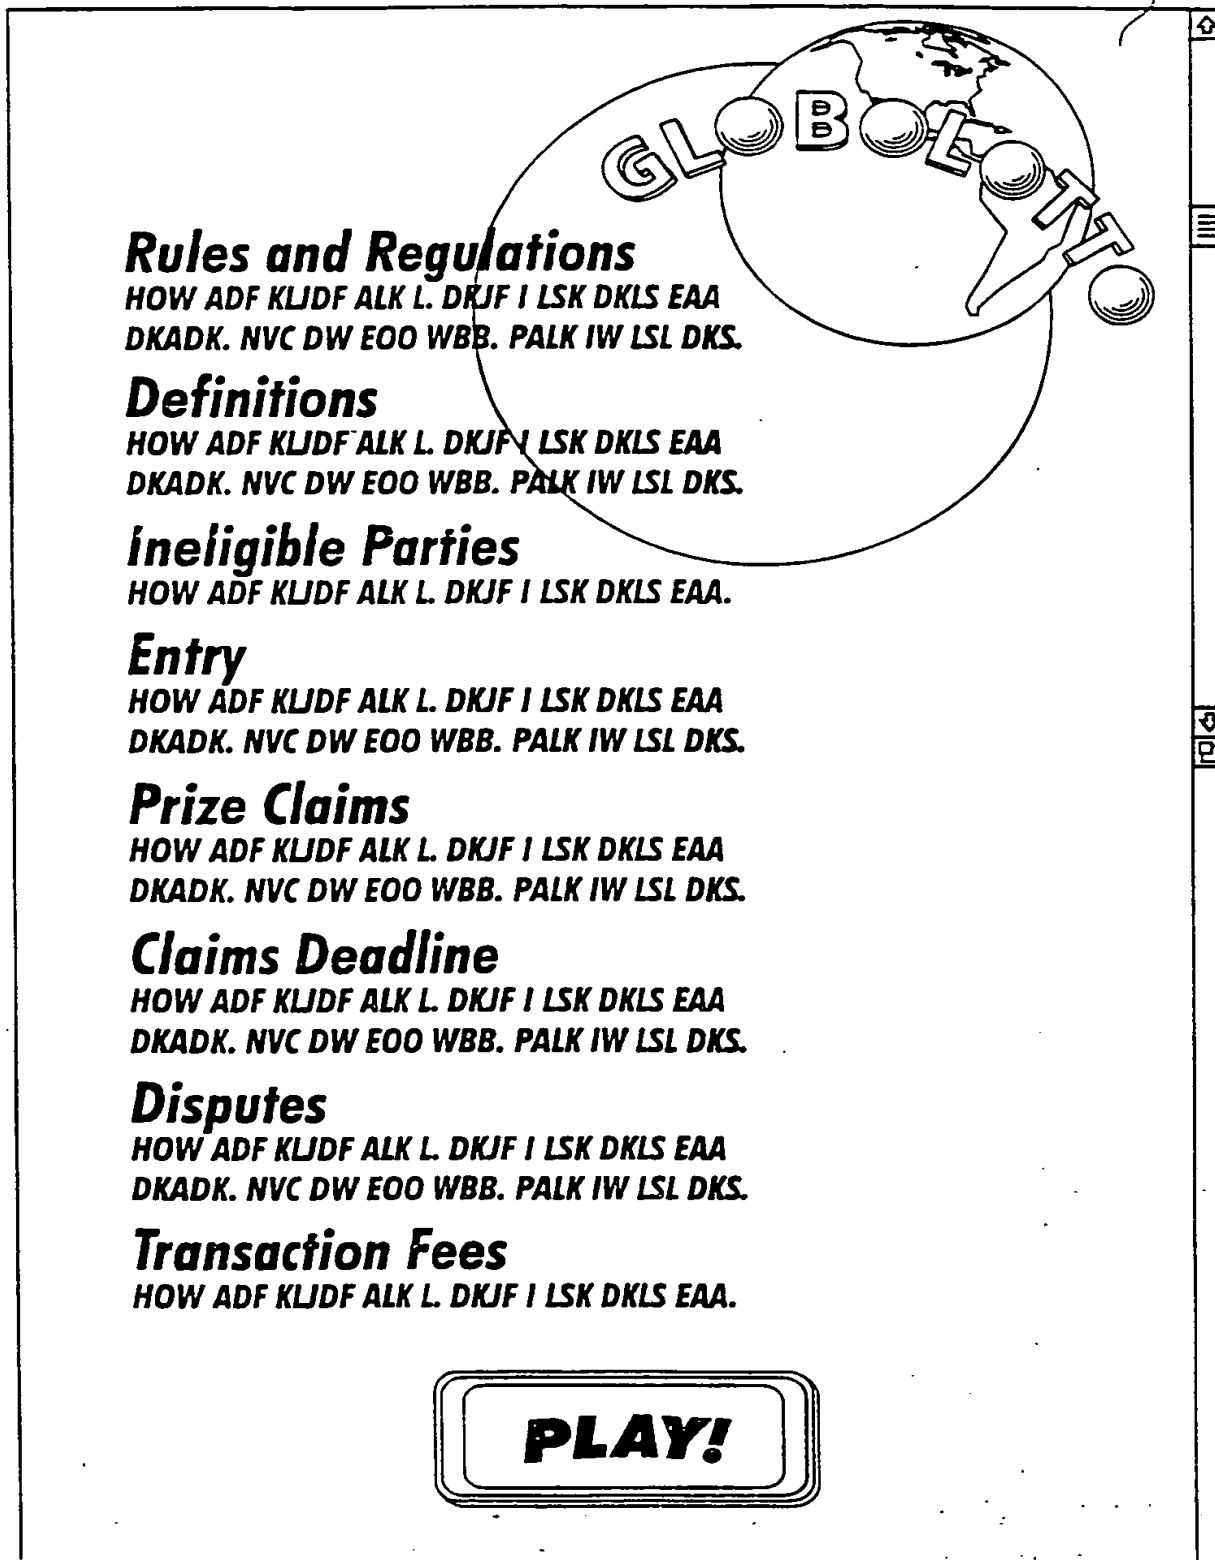 GLOBOLOTTO
Rules and Regulations
HOW ADF KLJDF ALK L. DKJF I LSK DKLS EAA
DKADK. NVC DW EOO WBB. PALK IW LSL DKS.
Definitions
HOW ADF KLJDF ALK L. DKJF I LSK DKLS EAA
DKADK. NVC DW EOO WBB. PALK IW LSL DKS.
Ineligible Parties
HOW ADF KLJDF ALK L. DKJF I LSK DKLS EAA.
Entry
HOW ADF KLJDF ALK L. DKJF I LSK DKLS EAA
DKADK. NVC DW EOO WBB. PALK IW LSL DKS.
Prize Claims
HOW ADF KLJDF ALK L. DKJF I LSK DKLS EAA
DKADK. NVC DW EOO WBB. PALK IW LSL DKS.
Claims Deadline
HOW ADF KLJDF ALK L. DKJF I LSK DKLS EAA
DKADK. NVC DW EOO WBB. PALK IW LSL DKS.
Disputes
HOW ADF KLJDF ALK L. DKJF I LSK DKLS EAA
DKADK. NVC DW EOO WBB. PALK IW LSL DKS.
Transaction Fees
HOW ADF KLJDF ALK L. DKJF I LSK DKLS EAA.
PLAY!